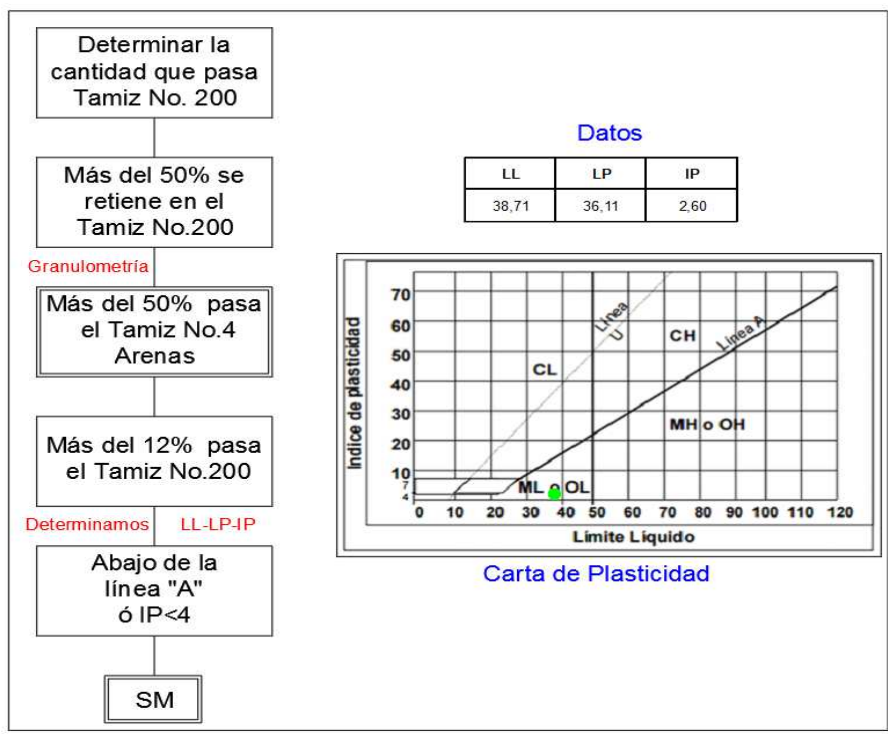 Determinar la
cantidad que pasa
Tamiz No. 200
Más del 50% se
retiene en el
Tamiz No.200
Granulometría
Más del 50% pasa
el Tamiz No.4
Arenas
Más del 12% pasa
el Tamiz No.200
Determinamos LL-LP-IP
Abajo de la
línea "A"
ó IP<4
SM
Datos
LL LP IP
38,71 36,11 2,60
Indice de plasticidad
70
60
50
40
30
20
10
7
4
Línea
U
CL
CH
Línea A
MH o OH
ML o OL
0 10 20 30 40 50 60 70 80 90 100 110 120
Límite Líquido
Carta de Plasticidad